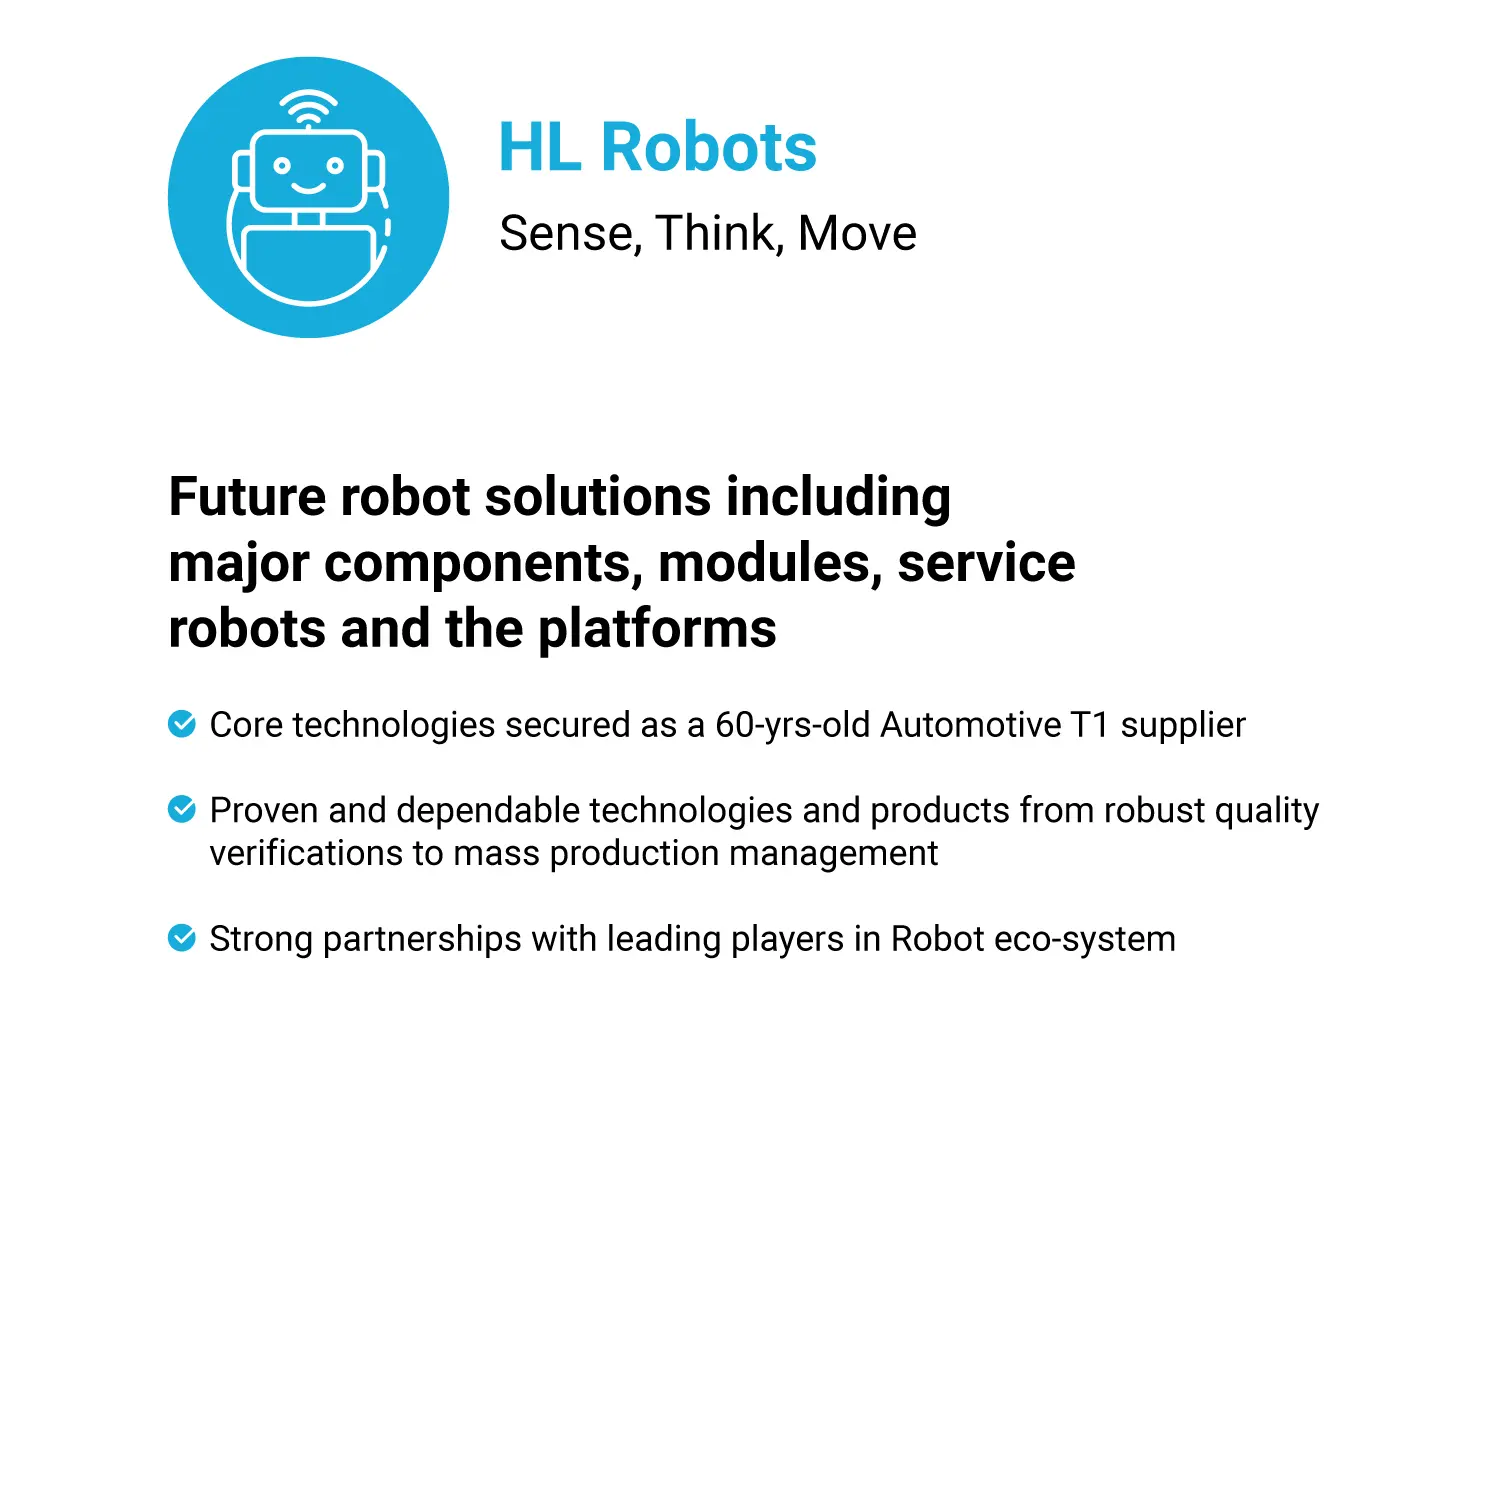 HL Robots
Sense, Think, Move
Future robot solutions including
major components, modules, service
robots and the platforms
Core technologies secured as a 60-yrs-old Automotive T1 supplier
Proven and dependable technologies and products from robust quality
verifications to mass production management
Strong partnerships with leading players in Robot eco-system